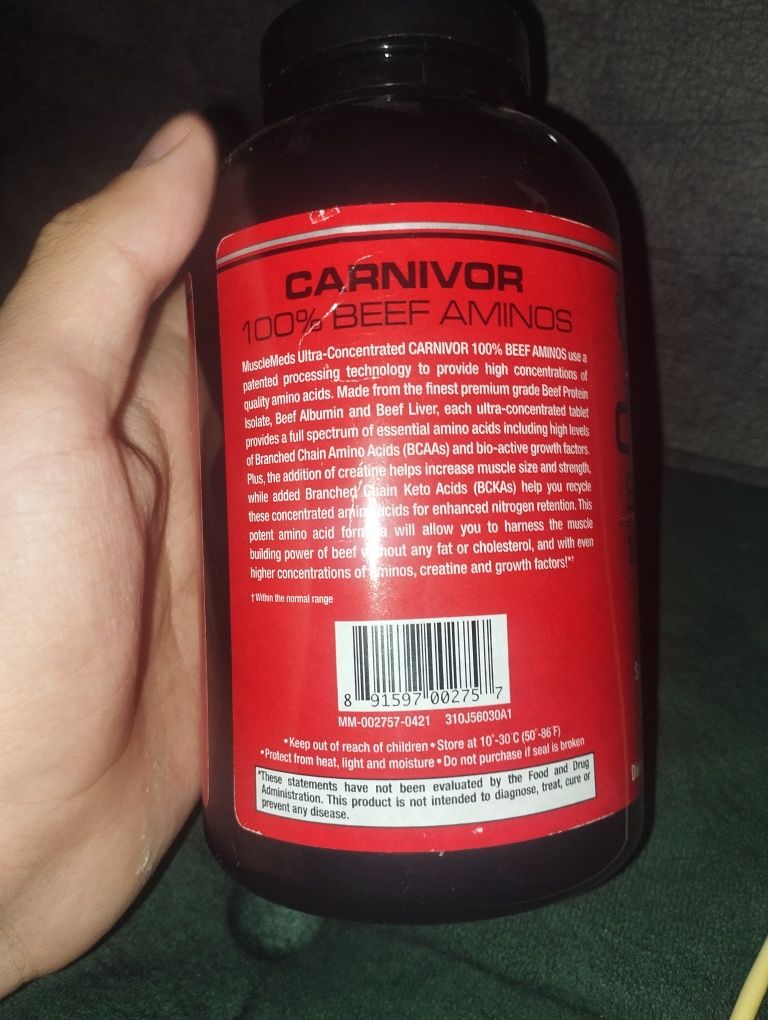 CARNIVOR
100% BEEF AMINOS
MuscleMeds Ultra-Concentrated CARNIVOR 100% BEEF AMINOS use a
patented processing technology to provide high concentrations of
quality amino acids. Made from the finest premium grade Beef Protein
Isolate, Beef Albumin and Beef Liver, each ultra-concentrated tablet
provides a full spectrum of essential amino acids including high levels
of Branched Chain Amino Acids (BCAAs) and bio-active growth factors.
Plus, the addition of creatine helps increase muscle size and strength,
while added Branched Chain Keto Acids (BCKAs) help you recycle
these concentrated amino acids for enhanced nitrogen retention. This
potent amino acid formula will allow you to harness the muscle
building power of beef without any fat or cholesterol, and with even
higher concentrations of aminos, creatine and growth factors!*†
† Within the normal range
8 91597 00275 7
MM-002757-0421 310J56030A1
• Keep out of reach of children • Store at 10°-30 C (50°-86°F)
• Protect from heat, light and moisture • Do not purchase if seal is broken
*These statements have not been evaluated by the Food and Drug
Administration. This product is not intended to diagnose, treat, cure or
prevent any disease.